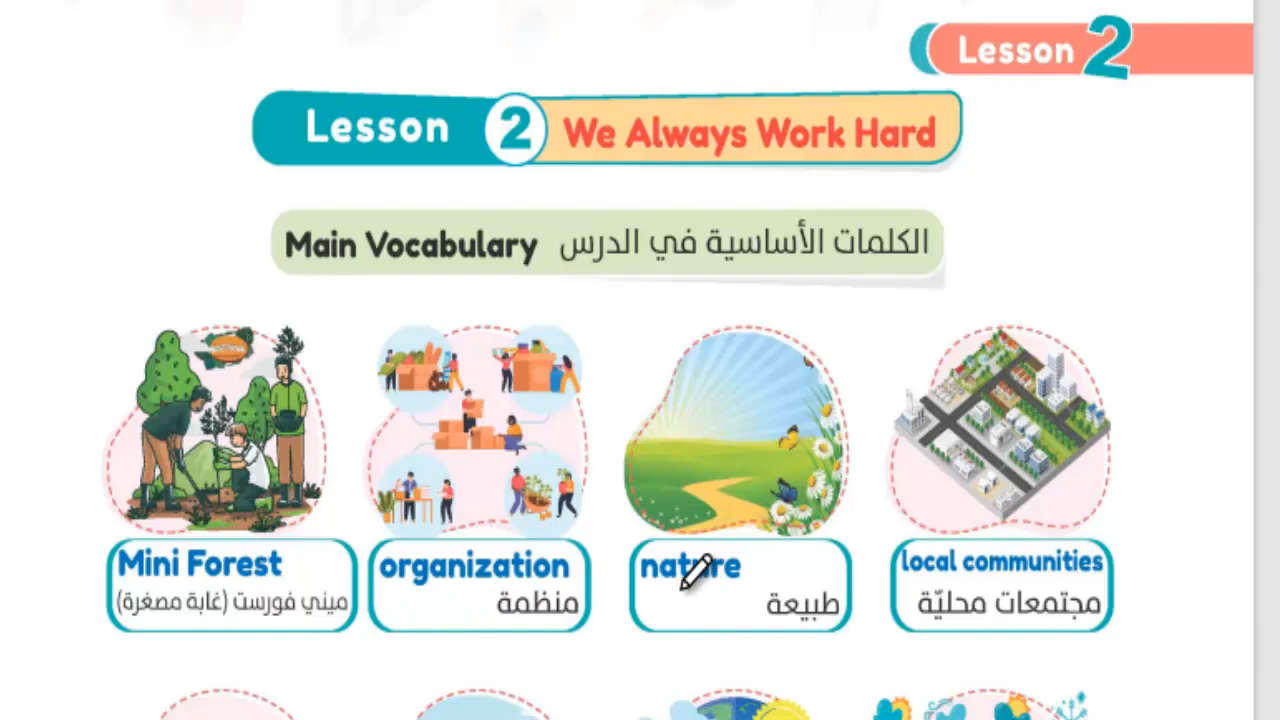 Lesson 2
Lesson 2 We Always Work Hard
Main Vocabulary الكلمات الأساسية في الدرس
Mini Forest
ميني فورست (غابة مصغرة)
organization
منظمة
nature
طبيعة
local communities
مجتمعات محليّة